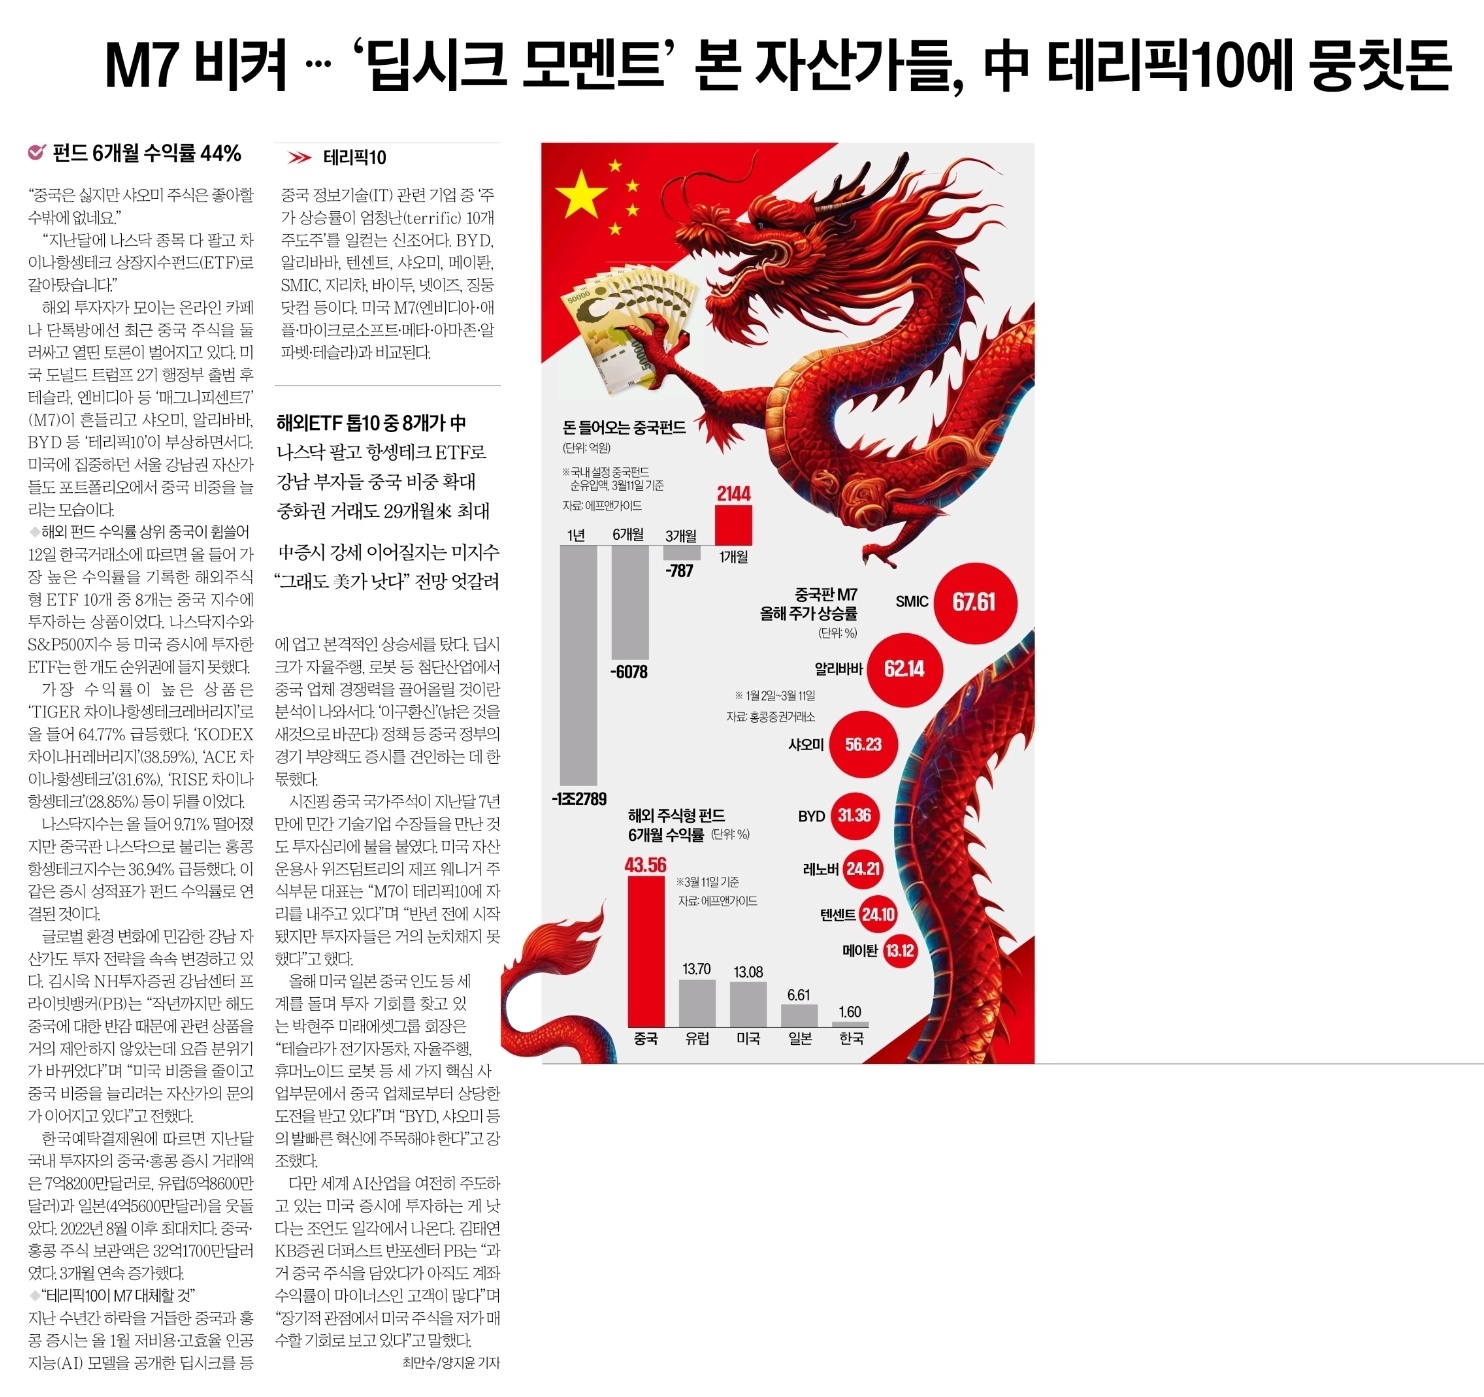 M7 비켜 … ‘딥시크 모멘트’ 본 자산가들, 中 테리픽10에 뭉칫돈
펀드 6개월 수익률 44%
“중국은 싫지만 샤오미 주식은 좋아할
수밖에 없네요.”
“지난달에 나스닥 종목 다 팔고 차
이나항셍테크 상장지수펀드(ETF)로
갈아탔습니다.”
해외 투자자가 모이는 온라인 카페
나 단톡방에선 최근 중국 주식을 둘
러싸고 열띤 토론이 벌어지고 있다. 미
국 도널드 트럼프 2기 행정부 출범 후
테슬라, 엔비디아 등 ‘매그니피센트7’
(M7)이 흔들리고 샤오미, 알리바바,
BYD 등 ‘테리픽10’이 부상하면서다.
미국에 집중하던 서울 강남권 자산가
들도 포트폴리오에서 중국 비중을 늘
리는 모습이다.
◆해외 펀드 수익률 상위 중국이 휩쓸어
12일 한국거래소에 따르면 올 들어 가
장 높은 수익률을 기록한 해외주식
형 ETF 10개 중 8개는 중국 지수에
투자하는 상품이었다. 나스닥지수와
S&P500지수 등 미국 증시에 투자한
ETF는 한 개도 순위권에 들지 못했다.
가장 수익률이 높은 상품은
‘TIGER 차이나항셍테크레버리지’로
올 들어 64.77% 급등했다. ‘KODEX
차이나H레버리지’(38.59%), ‘ACE 차
이나항셍테크’(31.6%), ‘RISE 차이나
항셍테크’(28.85%) 등이 뒤를 이었다.
나스닥지수는 올 들어 9.71% 떨어졌
지만 중국판 나스닥으로 불리는 홍콩
항셍테크지수는 36.94% 급등했다. 이
같은 증시 성적표가 펀드 수익률로 연
결된 것이다.
글로벌 환경 변화에 민감한 강남 자
산가도 투자 전략을 속속 변경하고 있
다. 김시욱 NH투자증권 강남센터 프
라이빗뱅커(PB)는 “작년까지만 해도
중국에 대한 반감 때문에 관련 상품을
거의 제안하지 않았는데 요즘 분위기
가 바뀌었다”며 “미국 비중을 줄이고
중국 비중을 늘리려는 자산가의 문의
가 이어지고 있다”고 전했다.
한국예탁결제원에 따르면 지난달
국내 투자자의 중국·홍콩 증시 거래액
은 7억8200만달러로, 유럽(5억8600만
달러)과 일본(4억5600만달러)을 웃돌
았다. 2022년 8월 이후 최대치다. 중국·
홍콩 주식 보관액은 32억1700만달러
였다. 3개월 연속 증가했다.
◆“테리픽10이 M7 대체할 것”
지난 수년간 하락을 거듭한 중국과 홍
콩 증시는 올 1월 저비용·고효율 인공
지능(AI) 모델을 공개한 딥시크를 등
테리픽10
중국 정보기술(IT) 관련 기업 중 ‘주
가 상승률이 엄청난(terrific) 10개
주도주’를 일컫는 신조어다. BYD,
알리바바, 텐센트, 샤오미, 메이퇀,
SMIC, 지리차, 바이두, 넷이즈, 징둥
닷컴 등이다. 미국 M7(엔비디아·애
플·마이크로소프트·메타·아마존·알
파벳·테슬라)과 비교된다.
해외ETF 톱10 중 8개가 中
나스닥 팔고 항셍테크 ETF로
강남 부자들 중국 비중 확대
중화권 거래도 29개월來 최대
中증시 강세 이어질지는 미지수
“그래도 美가 낫다” 전망 엇갈려
에 업고 본격적인 상승세를 탔다. 딥시
크가 자율주행, 로봇 등 첨단산업에서
중국 업체 경쟁력을 끌어올릴 것이란
분석이 나와서다. ‘이구환신’(낡은 것을
새것으로 바꾼다) 정책 등 중국 정부의
경기 부양책도 증시를 견인하는 데 한
몫했다.
시진핑 중국 국가주석이 지난달 7년
만에 민간 기술기업 수장들을 만난 것
도 투자심리에 불을 붙였다. 미국 자산
운용사 위즈덤트리의 제프 웨니거 주
식부문 대표는 “M7이 테리픽10에 자
리를 내주고 있다”며 “반년 전에 시작
됐지만 투자자들은 거의 눈치채지 못
했다”고 했다.
올해 미국 일본 중국 인도 등 세
계를 돌며 투자 기회를 찾고 있
는 박현주 미래에셋그룹 회장은
“테슬라가 전기자동차, 자율주행,
휴머노이드 로봇 등 세 가지 핵심 사
업부문에서 중국 업체로부터 상당한
도전을 받고 있다”며 “BYD, 샤오미 등
의 발빠른 혁신에 주목해야 한다”고 강
조했다.
다만 세계 AI산업을 여전히 주도하
고 있는 미국 증시에 투자하는 게 낫
다는 조언도 일각에서 나온다. 김태연
KB증권 더퍼스트 반포센터 PB는 “과
거 중국 주식을 담았다가 아직도 계좌
수익률이 마이너스인 고객이 많다”며
“장기적 관점에서 미국 주식을 저가 매
수할 기회로 보고 있다”고 말했다.
최만수/양지윤 기자
50000
50000
돈 들어오는 중국펀드
(단위: 억원)
※국내 설정 중국펀드
순유입액, 3월11일 기준
자료: 에프앤가이드
1년
6개월
3개월
1개월
2144
-787
-6078
-1조2789
중국판 M7
올해 주가 상승률
(단위: %)
※ 1월 2일~3월 11일
자료: 홍콩증권거래소
SMIC 67.61
알리바바 62.14
샤오미 56.23
BYD 31.36
레노버 24.21
텐센트 24.10
메이퇀 13.12
해외 주식형 펀드
6개월 수익률 (단위: %)
※3월 11일 기준
자료: 에프앤가이드
43.56
13.70
13.08
6.61
1.60
중국
유럽
미국
일본
한국